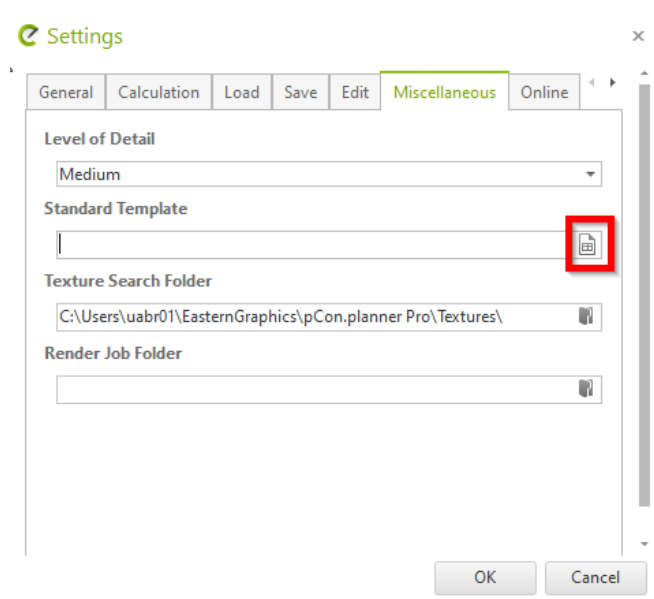 Settings
General Calculation Load Save Edit Miscellaneous Online
Level of Detail
Medium
Standard Template
Texture Search Folder
C:\Users\uabr01\EasternGraphics\pCon.planner Pro\Textures\
Render Job Folder
OK Cancel